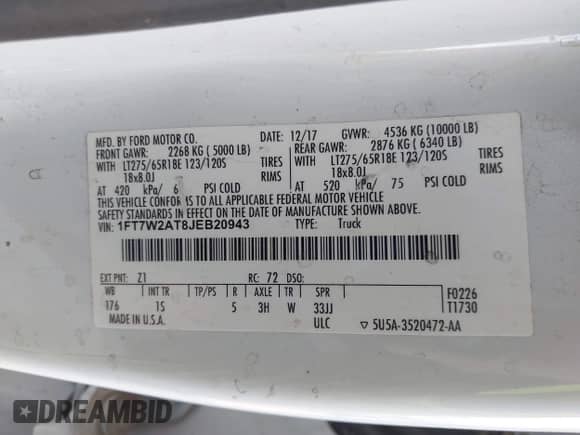 MFD. BY FORD MOTOR CO.
DATE: 12/17
GVWR: 4536 KG (10000 LB)
FRONT GAWR: 2268 KG (5000 LB)
REAR GAWR: 2876 KG (6340 LB)
WITH LT275/65R18E 123/120S TIRES
WITH LT275/65R18E 123/120S TIRES
18x8.0J RIMS
18x8.0J RIMS
AT 420 kPa/ 6 PSI COLD
AT 520 kPa/ 75 PSI COLD
THIS VEHICLE CONFOR S TO ALL APPLICABLE FEDERAL MOTOR VEHICLE
SAFETY STANDARDS IN EFFECT ON THE DATE OF MANUFACTURE SHOWN ABOVE.
VIN: 1FT7W2AT8JEB20943
TYPE: Truck
EXT PNT: Z1 RC: 72 DSO:
WB INT TR TP/PS R AXLE TR SPR
176 1S 5 3H W 33JJ
F0226
T1730
MADE IN U.S.A. ULC
▽ 5U5A-3520472-AA
DREAMBID